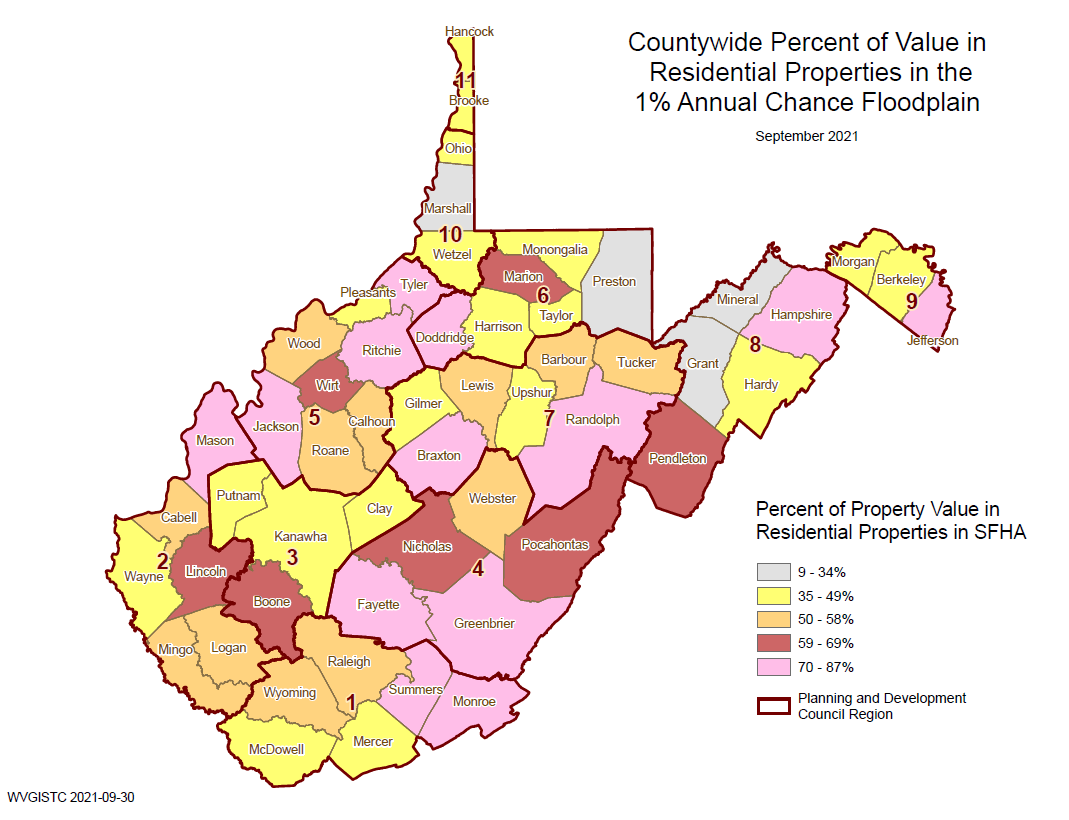 Countywide Percent of Value in
Residential Properties in the
1% Annual Chance Floodplain
September 2021
Hancock
11
Brooke
Ohio
Marshall
10
Wetzel
Monongalia
Marion
Preston
6
Taylor
Tyler
Pleasants
Doddridge
Harrison
Wood
Ritchie
Barbour
Tucker
Mineral
Hampshire
Morgan
Berkeley
9
Jefferson
8
Grant
Hardy
Wirt
Lewis
Upshur
Gilmer
7
Randolph
5
Calhoun
Jackson
Mason
Roane
Braxton
Pendleton
Putnam
Webster
Clay
Cabell
Kanawha
Nicholas
Pocahontas
2
3
4
Wayne
Lincoln
Boone
Fayette
Greenbrier
Mingo
Logan
Raleigh
Summers
Wyoming
1
Monroe
Mercer
McDowell
Percent of Property Value in
Residential Properties in SFHA
9 - 34%
35 - 49%
50 - 58%
59 - 69%
70 - 87%
Planning and Development
Council Region
WVGISTC 2021-09-30